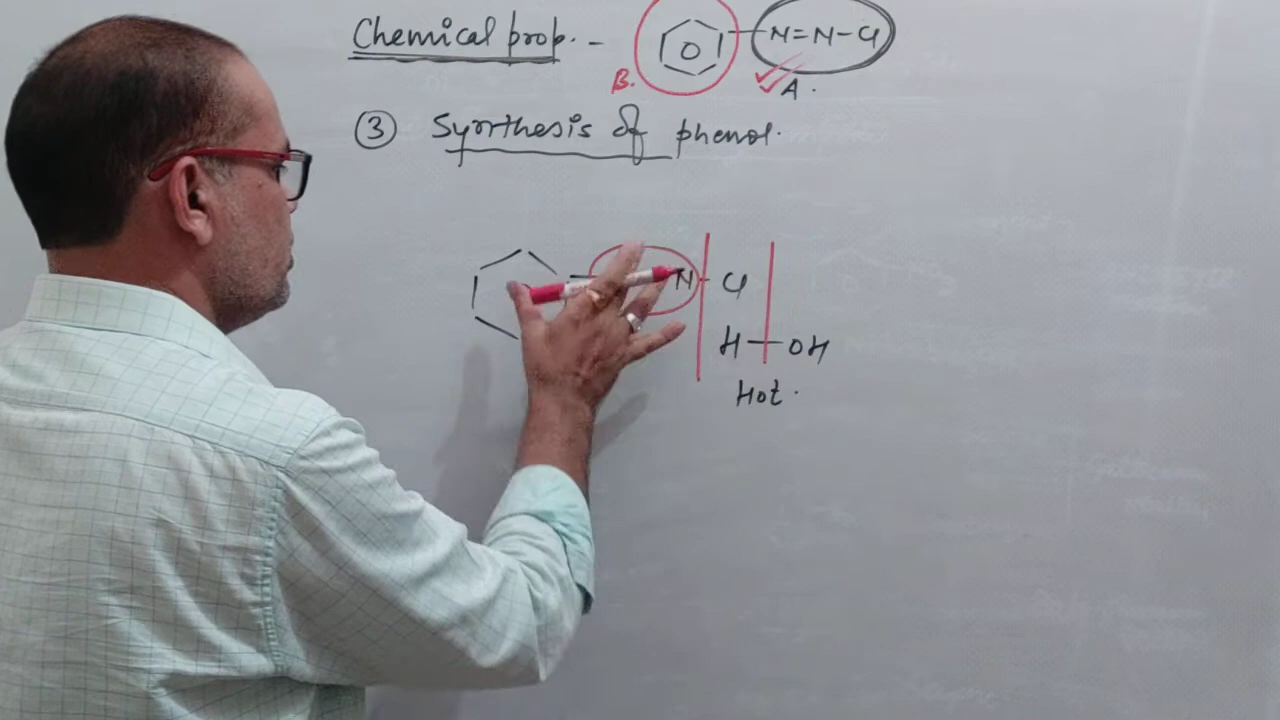 Chemical prop. - N=N-Cl
B. A.
③ Synthesis of phenol.
N - Cl
H - OH
Hot.